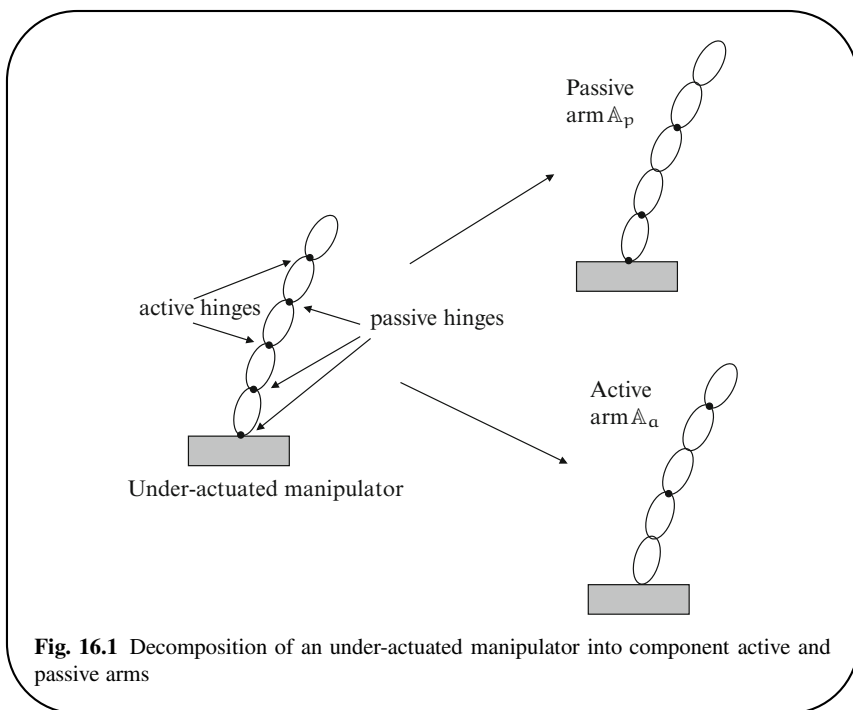 Passive
arm 𝔸ₚ
active hinges
passive hinges
Under-actuated manipulator
Active
arm 𝔸ₐ
Fig. 16.1 Decomposition of an under-actuated manipulator into component active and
passive arms